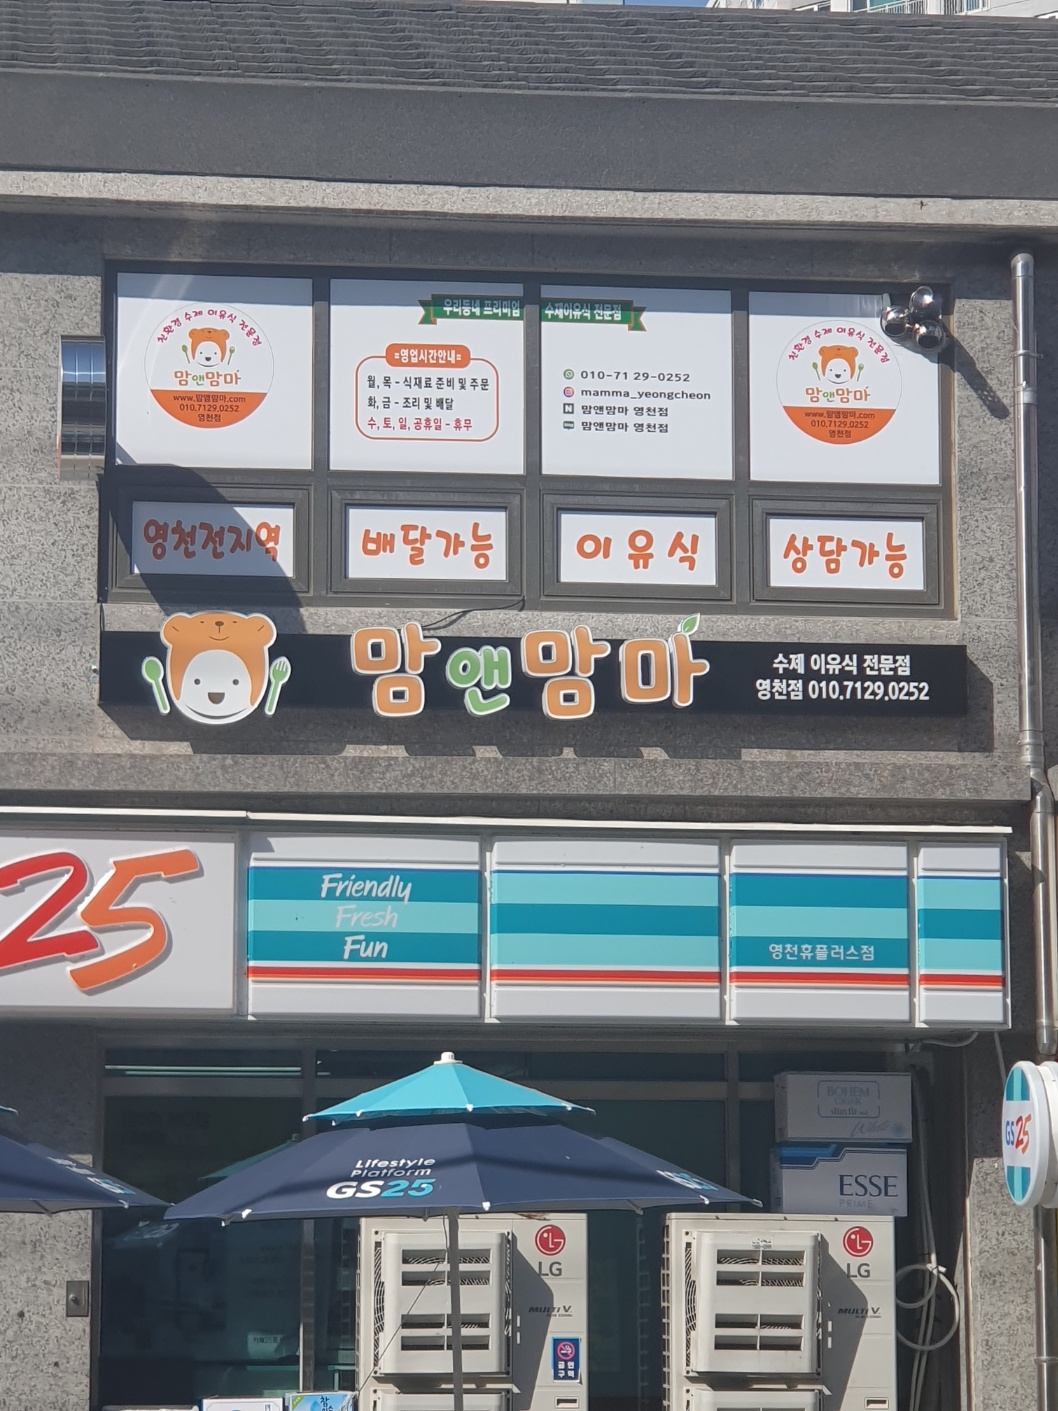 친환경 수제 이유식 전문점
맘앤맘마
www.맘앤맘마.com
010.7129.0252
영천점
우리동네 프리미엄 수제이유식 전문점
=영업시간안내=
월, 목 - 식재료 준비 및 주문
화, 금 - 조리 및 배달
수, 토, 일, 공휴일 - 휴무
010-71 29-0252
mamma_yeongcheon
맘앤맘마 영천점
맘앤맘마 영천점
친환경 수제 이유식 전문점
맘앤맘마
www.맘앤맘마.com
010.7129.0252
영천점
영천전지역
배달가능
이유식
상담가능
맘앤맘마
수제 이유식 전문점
영천점 010.7129.0252
25
Friendly
Fresh
Fun
영천휴플러스점
BOHEM
White
ESSE
PRIME
GS25
Lifestyle
Platform
GS25
LG
MULTI V
LG
MULTI V
금연
구역